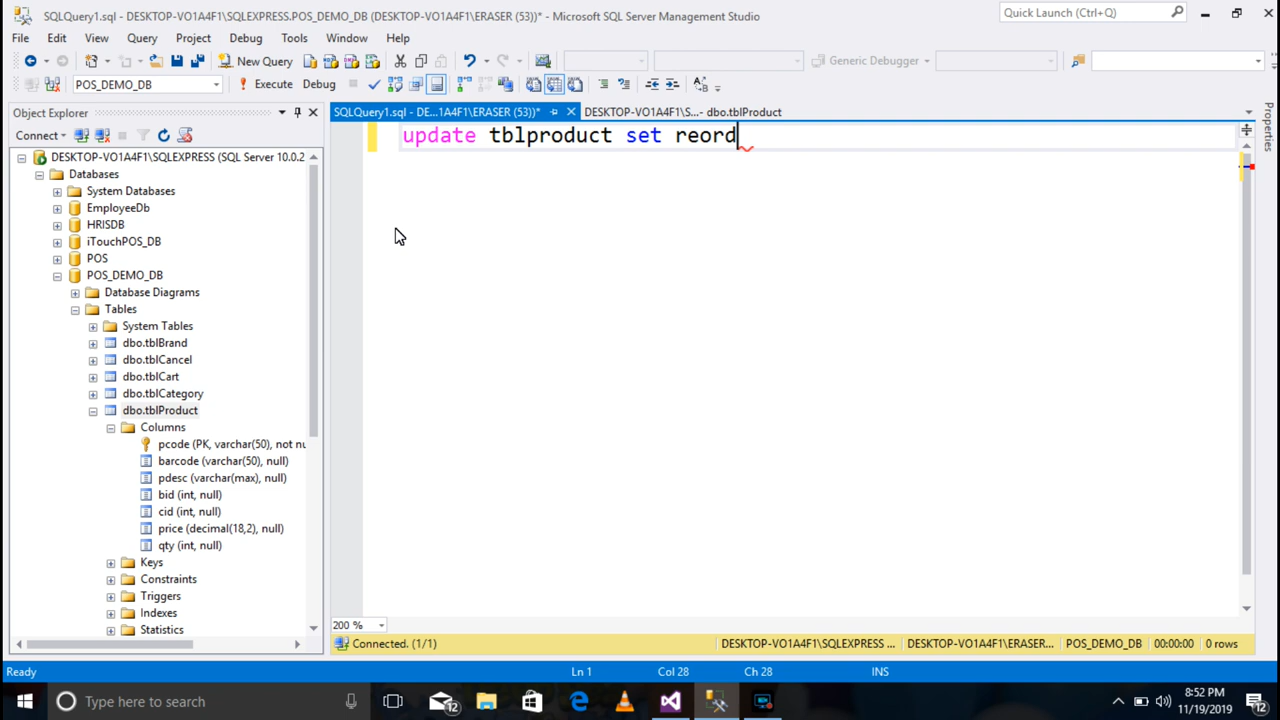 SQLQuery1.sql - DESKTOP-VO1A4F1\SQLEXPRESS.POS_DEMO_DB (DESKTOP-VO1A4F1\ERASER (53))* - Microsoft SQL Server Management Studio
Quick Launch (Ctrl+Q)
File Edit View Query Project Debug Tools Window Help
New Query
Generic Debugger
POS_DEMO_DB
Execute Debug
Object Explorer
SQLQuery1.sql - DE...1A4F1\ERASER (53))*
DESKTOP-VO1A4F1\S...- dbo.tblProduct
Properties
Connect
update tblproduct set reord
DESKTOP-VO1A4F1\SQLEXPRESS (SQL Server 10.0.2
Databases
System Databases
EmployeeDb
HRISDB
iTouchPOS_DB
POS
POS_DEMO_DB
Database Diagrams
Tables
System Tables
dbo.tblBrand
dbo.tblCancel
dbo.tblCart
dbo.tblCategory
dbo.tblProduct
Columns
pcode (PK, varchar(50), not nu
barcode (varchar(50), null)
pdesc (varchar(max), null)
bid (int, null)
cid (int, null)
price (decimal(18,2), null)
qty (int, null)
Keys
Constraints
Triggers
Indexes
Statistics
200 %
Connected. (1/1)
DESKTOP-VO1A4F1\SQLEXPRESS ...
DESKTOP-VO1A4F1\ERASER...
POS_DEMO_DB
00:00:00
0 rows
Ready
Ln 1
Col 28
Ch 28
INS
Type here to search
12
8:52 PM
11/19/2019
12